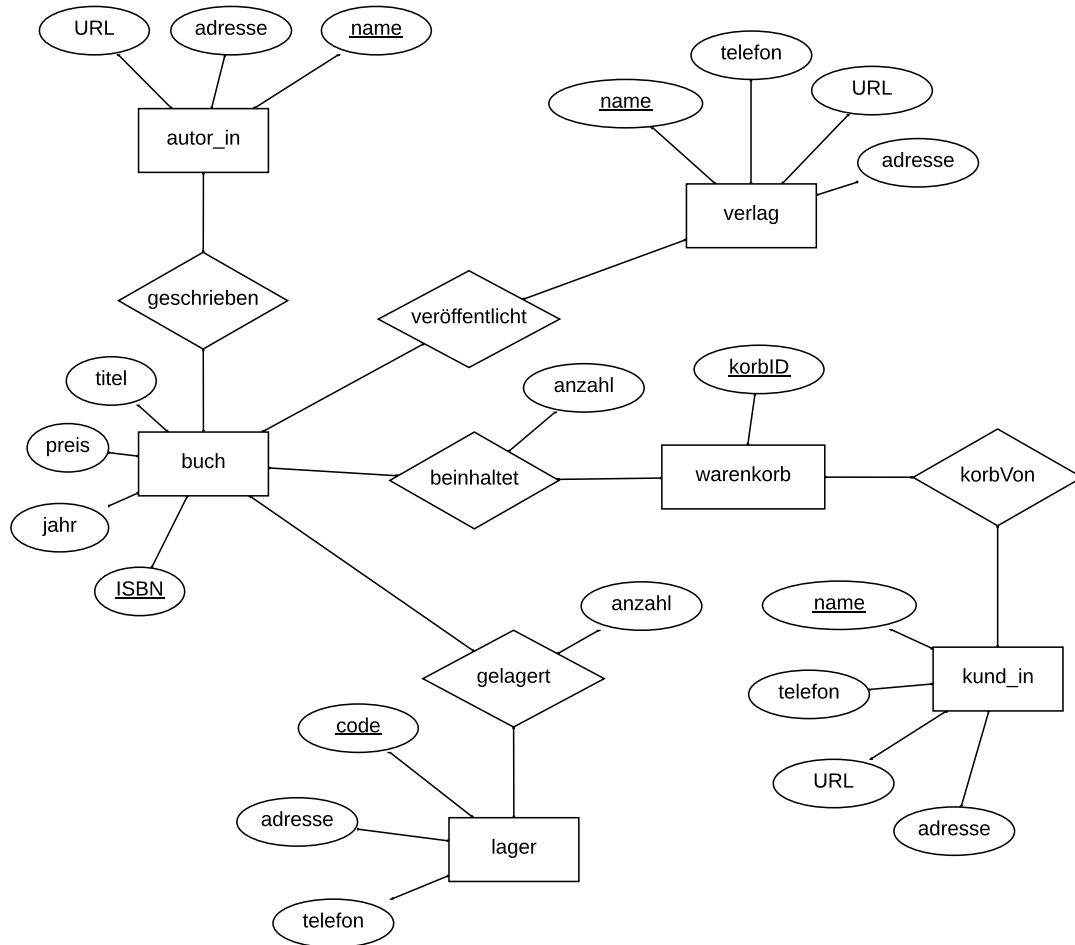 URL
adresse
name
autor_in
geschrieben
telefon
name
URL
adresse
verlag
veröffentlicht
titel
preis
buch
jahr
ISBN
anzahl
beinhaltet
korbID
warenkorb
korbVon
anzahl
gelagert
name
telefon
kund_in
URL
adresse
code
adresse
lager
telefon